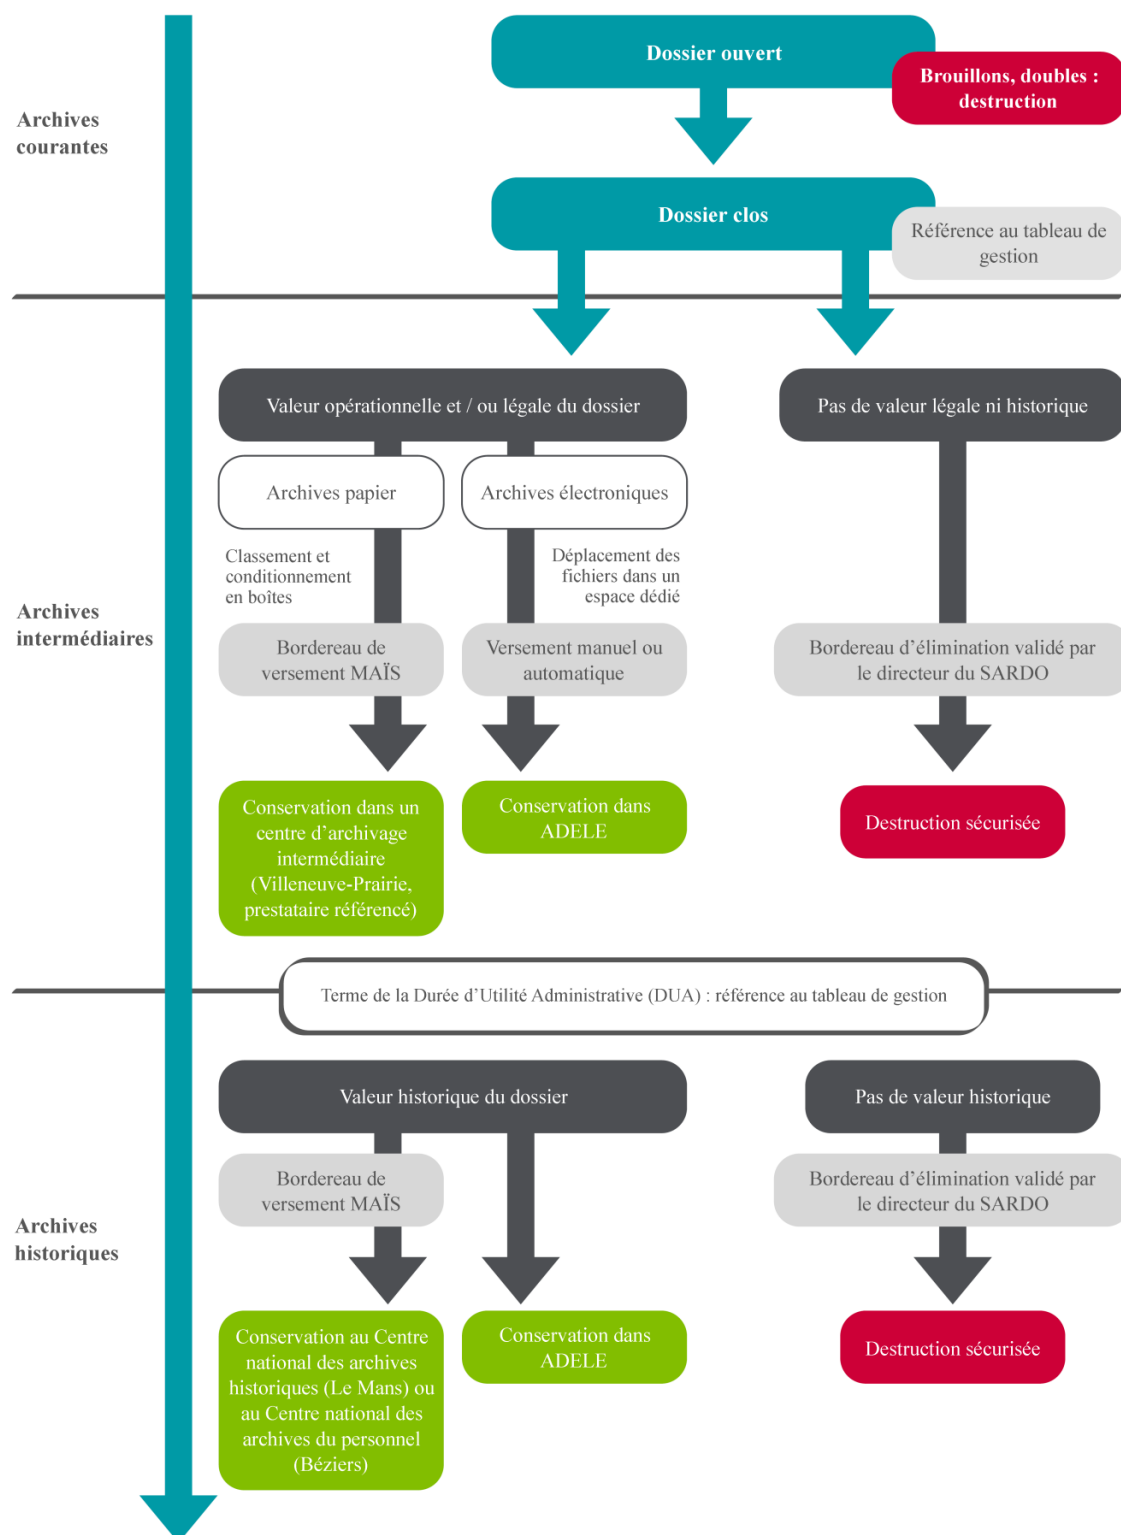 Dossier ouvert
Brouillons, doubles :
destruction
Archives
courantes
Dossier clos
Référence au tableau de
gestion
Valeur opérationnelle et / ou légale du dossier
Pas de valeur légale ni historique
Archives papier
Archives électroniques
Classement et
conditionnement
en boîtes
Déplacement des
fichiers dans un
espace dédié
Archives
intermédiaires
Bordereau de
versement MAÏS
Versement manuel ou
automatique
Bordereau d'élimination validé par
le directeur du SARDO
Conservation dans un
centre d'archivage
intermédiaire
(Villeneuve-Prairie,
prestataire référencé)
Conservation dans
ADELE
Destruction sécurisée
Terme de la Durée d'Utilité Administrative (DUA) : référence au tableau de gestion
Valeur historique du dossier
Pas de valeur historique
Bordereau de
versement MAÏS
Bordereau d'élimination validé par
le directeur du SARDO
Archives
historiques
Conservation au Centre
national des archives
historiques (Le Mans) ou
au Centre national des
archives du personnel
(Béziers)
Conservation dans
ADELE
Destruction sécurisée